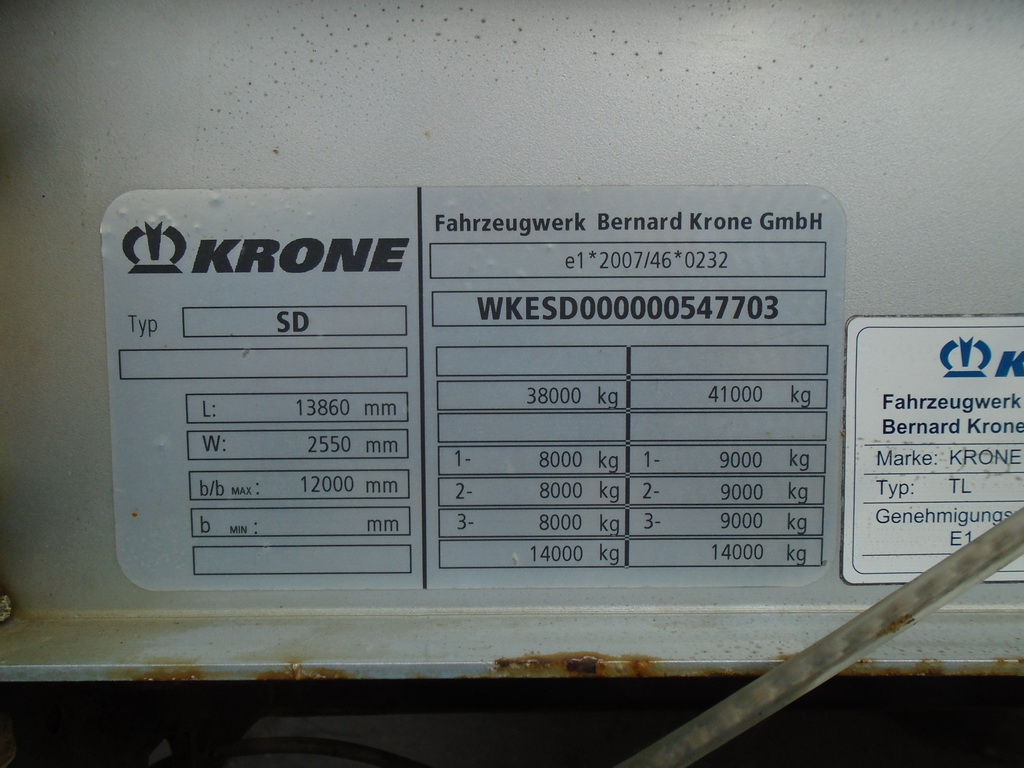 KRONE
Typ SD
L: 13860 mm
W: 2550 mm
b/b MAX: 12000 mm
b MIN: mm
Fahrzeugwerk Bernard Krone GmbH
e1*2007/46*0232
WKESD000000547703
38000 kg 41000 kg
1- 8000 kg 1- 9000 kg
2- 8000 kg 2- 9000 kg
3- 8000 kg 3- 9000 kg
14000 kg 14000 kg
Fahrzeugwerk
Bernard Krone
Marke: KRONE
Typ: TL
Genehmigungs
E1